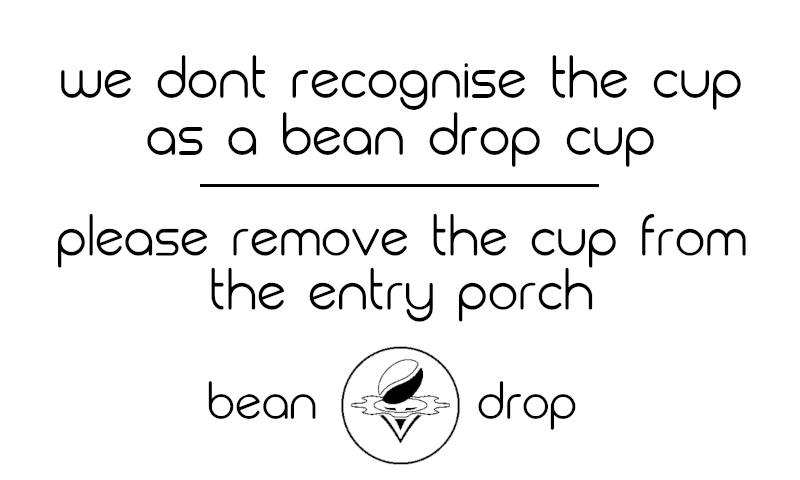 we dont recognise the cup
as a bean drop cup
please remove the cup from
the entry porch
bean drop